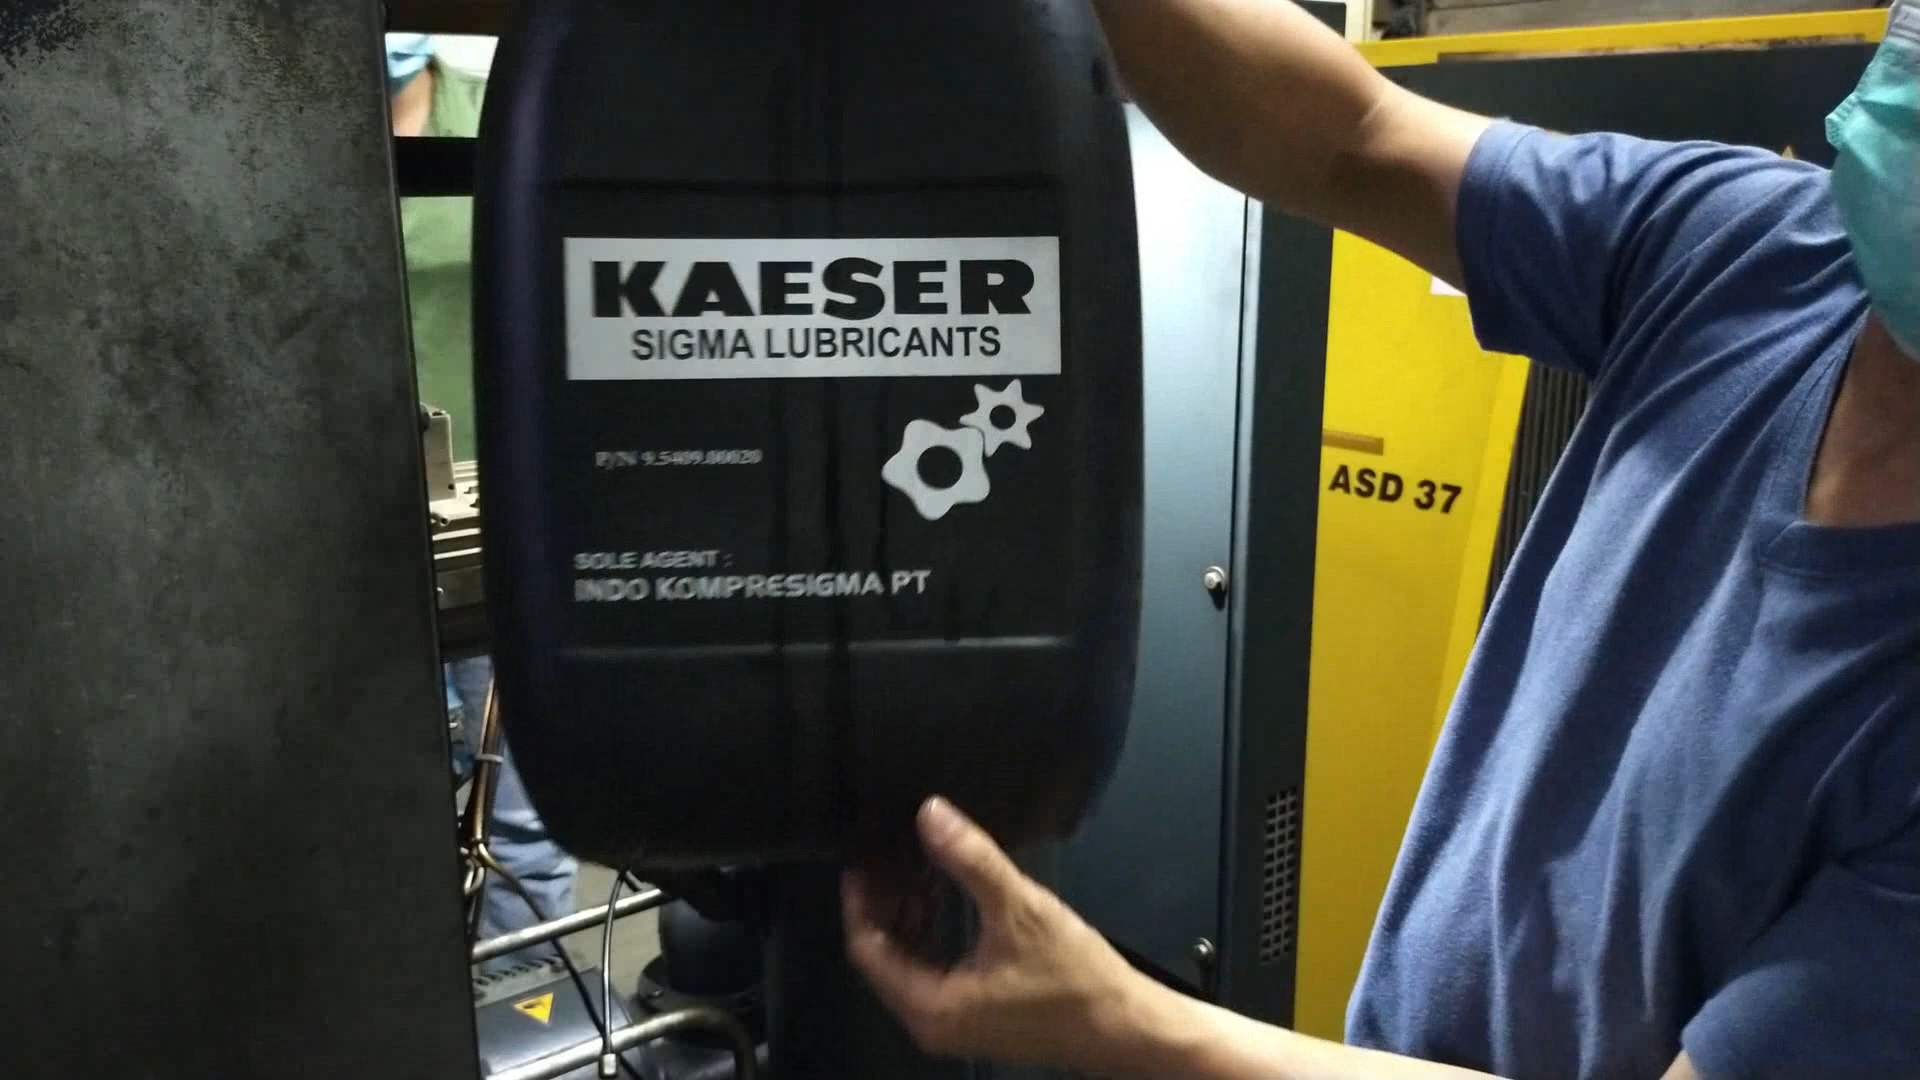 KAESER
SIGMA LUBRICANTS
P/N 9.5409.00020
SOLE AGENT :
INDO KOMPRESIGMA PT
ASD 37